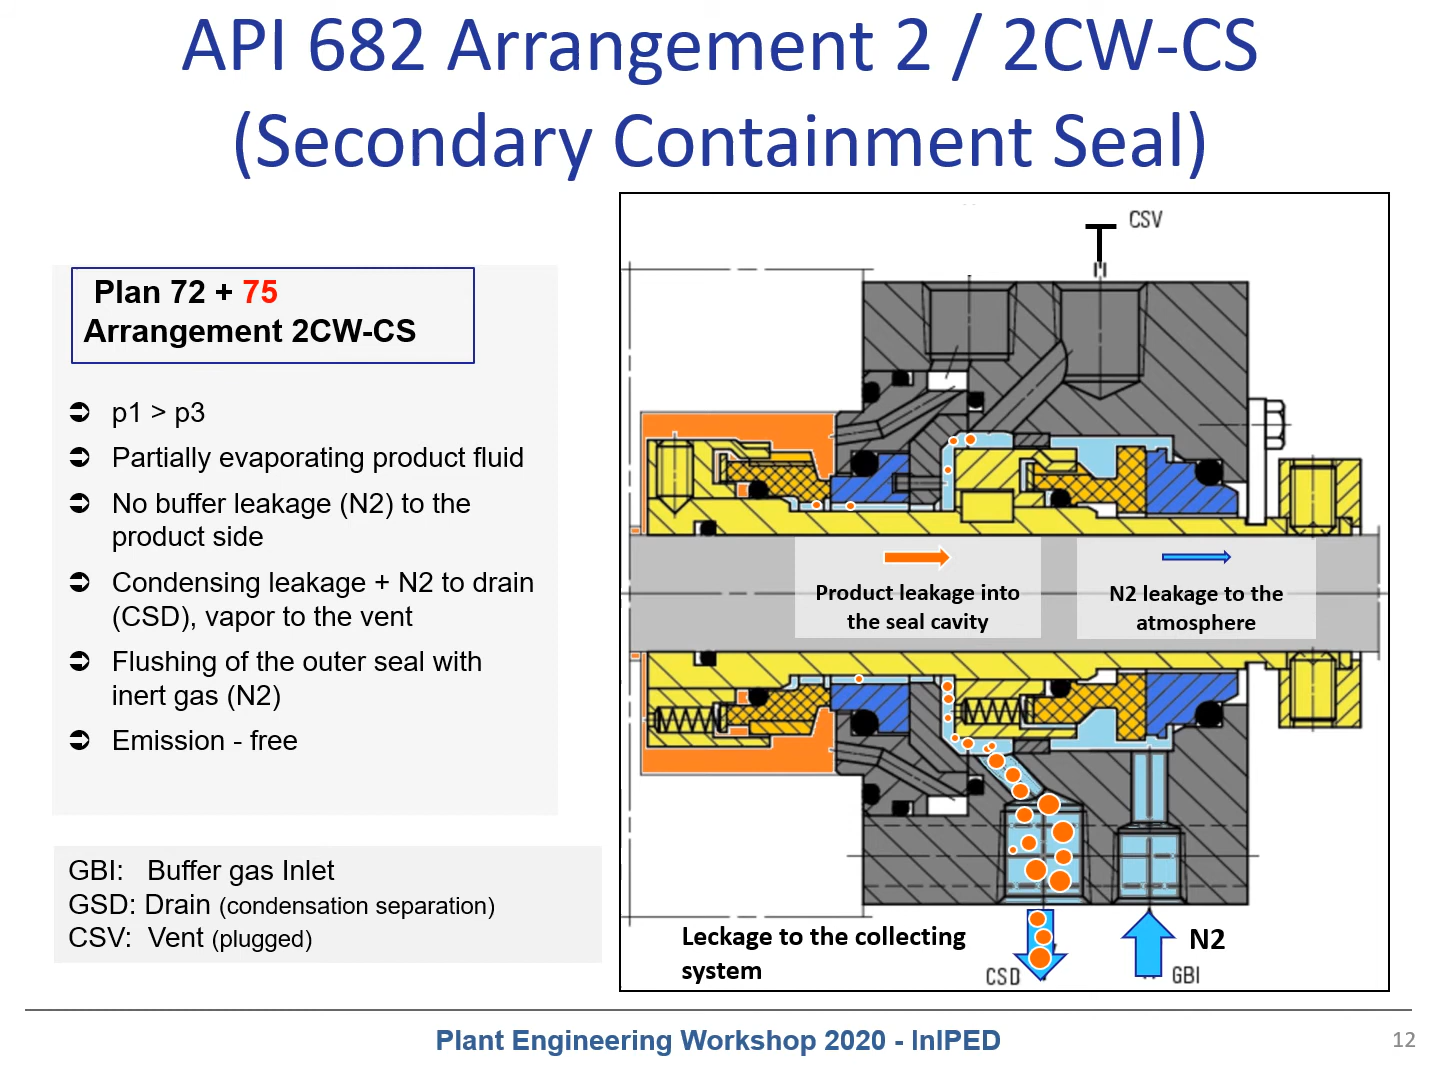 API 682 Arrangement 2 / 2CW-CS
(Secondary Containment Seal)
Plan 72 + 75
Arrangement 2CW-CS
p1 > p3
Partially evaporating product fluid
No buffer leakage (N2) to the
product side
Condensing leakage + N2 to drain
(CSD), vapor to the vent
Flushing of the outer seal with
inert gas (N2)
Emission - free
GBI: Buffer gas Inlet
GSD: Drain (condensation separation)
CSV: Vent (plugged)
CSV
Product leakage into
the seal cavity
N2 leakage to the
atmosphere
Leckage to the collecting
system
CSD
N2
GBI
Plant Engineering Workshop 2020 - InIPED
12